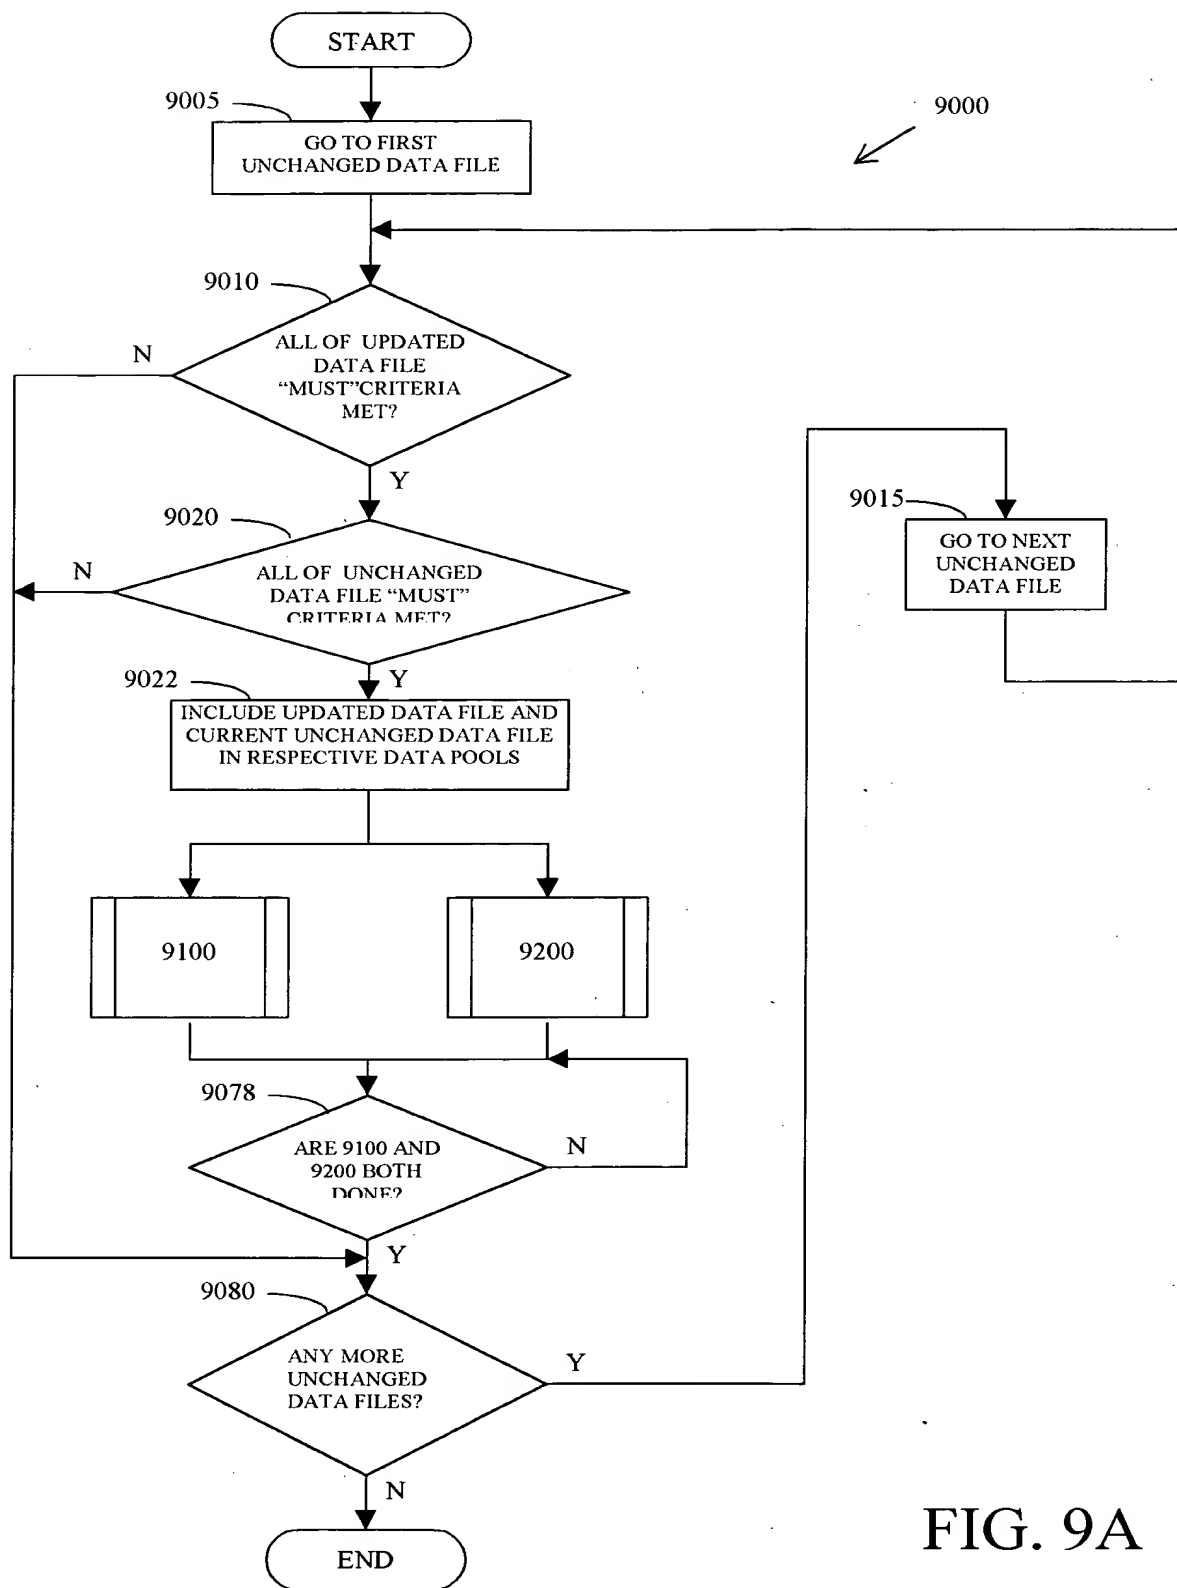 START
9005
9000
GO TO FIRST
UNCHANGED DATA FILE
9010
N
ALL OF UPDATED
DATA FILE
“MUST”CRITERIA
MET?
Y
9020
N
ALL OF UNCHANGED
DATA FILE “MUST”
CRITERIA MET?
9015
GO TO NEXT
UNCHANGED
DATA FILE
Y
9022
INCLUDE UPDATED DATA FILE AND
CURRENT UNCHANGED DATA FILE
IN RESPECTIVE DATA POOLS
9100
9200
9078
ARE 9100 AND
9200 BOTH
DONE?
N
Y
9080
ANY MORE
UNCHANGED
DATA FILES?
Y
N
END
FIG. 9A